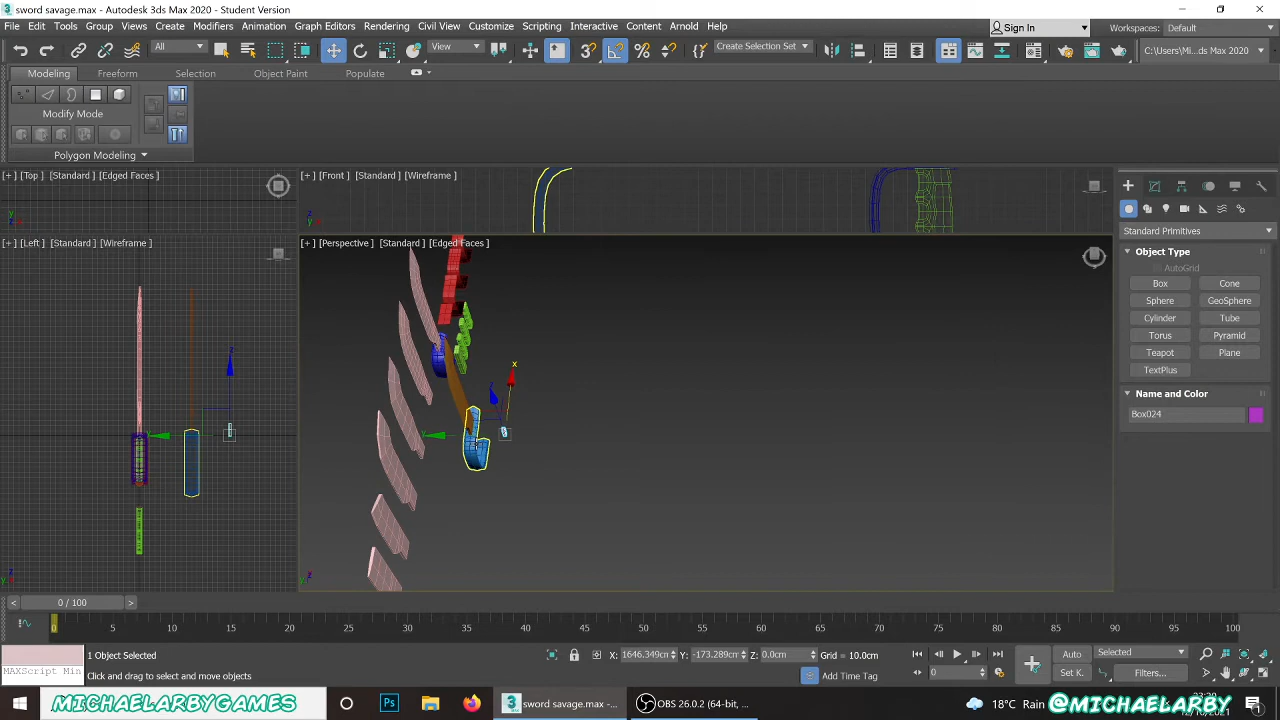 sword savage.max - Autodesk 3ds Max 2020 - Student Version
File Edit Tools Group Views Create Modifiers Animation Graph Editors Rendering Civil View Customize Scripting Interactive Content Arnold Help
Sign In
Workspaces: Default
All
View
Create Selection Set
C:\Users\Mi...ds Max 2020
Modeling Freeform Selection Object Paint Populate
Modify Mode
Polygon Modeling
[+] [Top] [Standard] [Edged Faces]
[+] [Front] [Standard] [Wireframe]
[+] [Left] [Standard] [Wireframe]
[+] [Perspective] [Standard] [Edged Faces]
Standard Primitives
Object Type
AutoGrid
Box Cone
Sphere GeoSphere
Cylinder Tube
Torus Pyramid
Teapot Plane
TextPlus
Name and Color
Box024
0 / 100
0 5 10 15 20 25 30 35 40 45 50 55 60 65 70 75 80 85 90 95 100
1 Object Selected
X: 1646.349cm Y: -173.289cm Z: 0.0cm Grid = 10.0cm
Auto Selected
MAXScript Min
Click and drag to select and move objects
Add Time Tag
0
Set K. Filters...
MICHAELARBYGAMES
sword savage.max -...
OBS 26.0.2 (64-bit, ...
18°C Rain
@MICHAELARBY